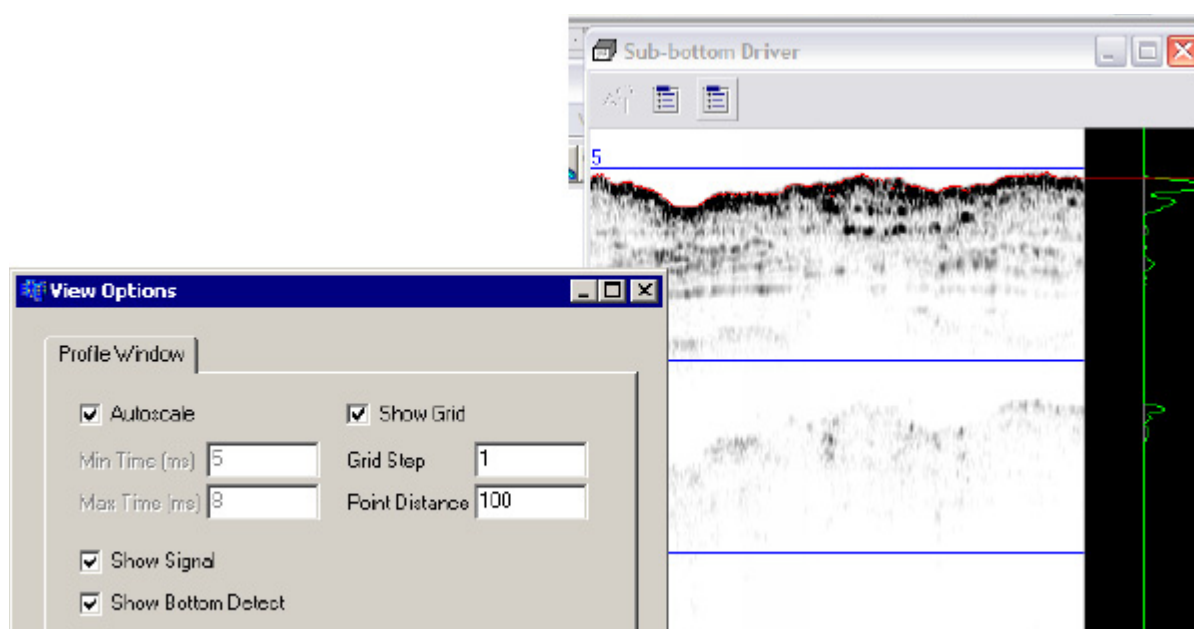 Sub-bottom Driver
5
View Options
Profile Window
Autoscale
Show Grid
Min Time (ms) 5
Grid Step 1
Max Time (ms) 8
Point Distance 100
Show Signal
Show Bottom Detect